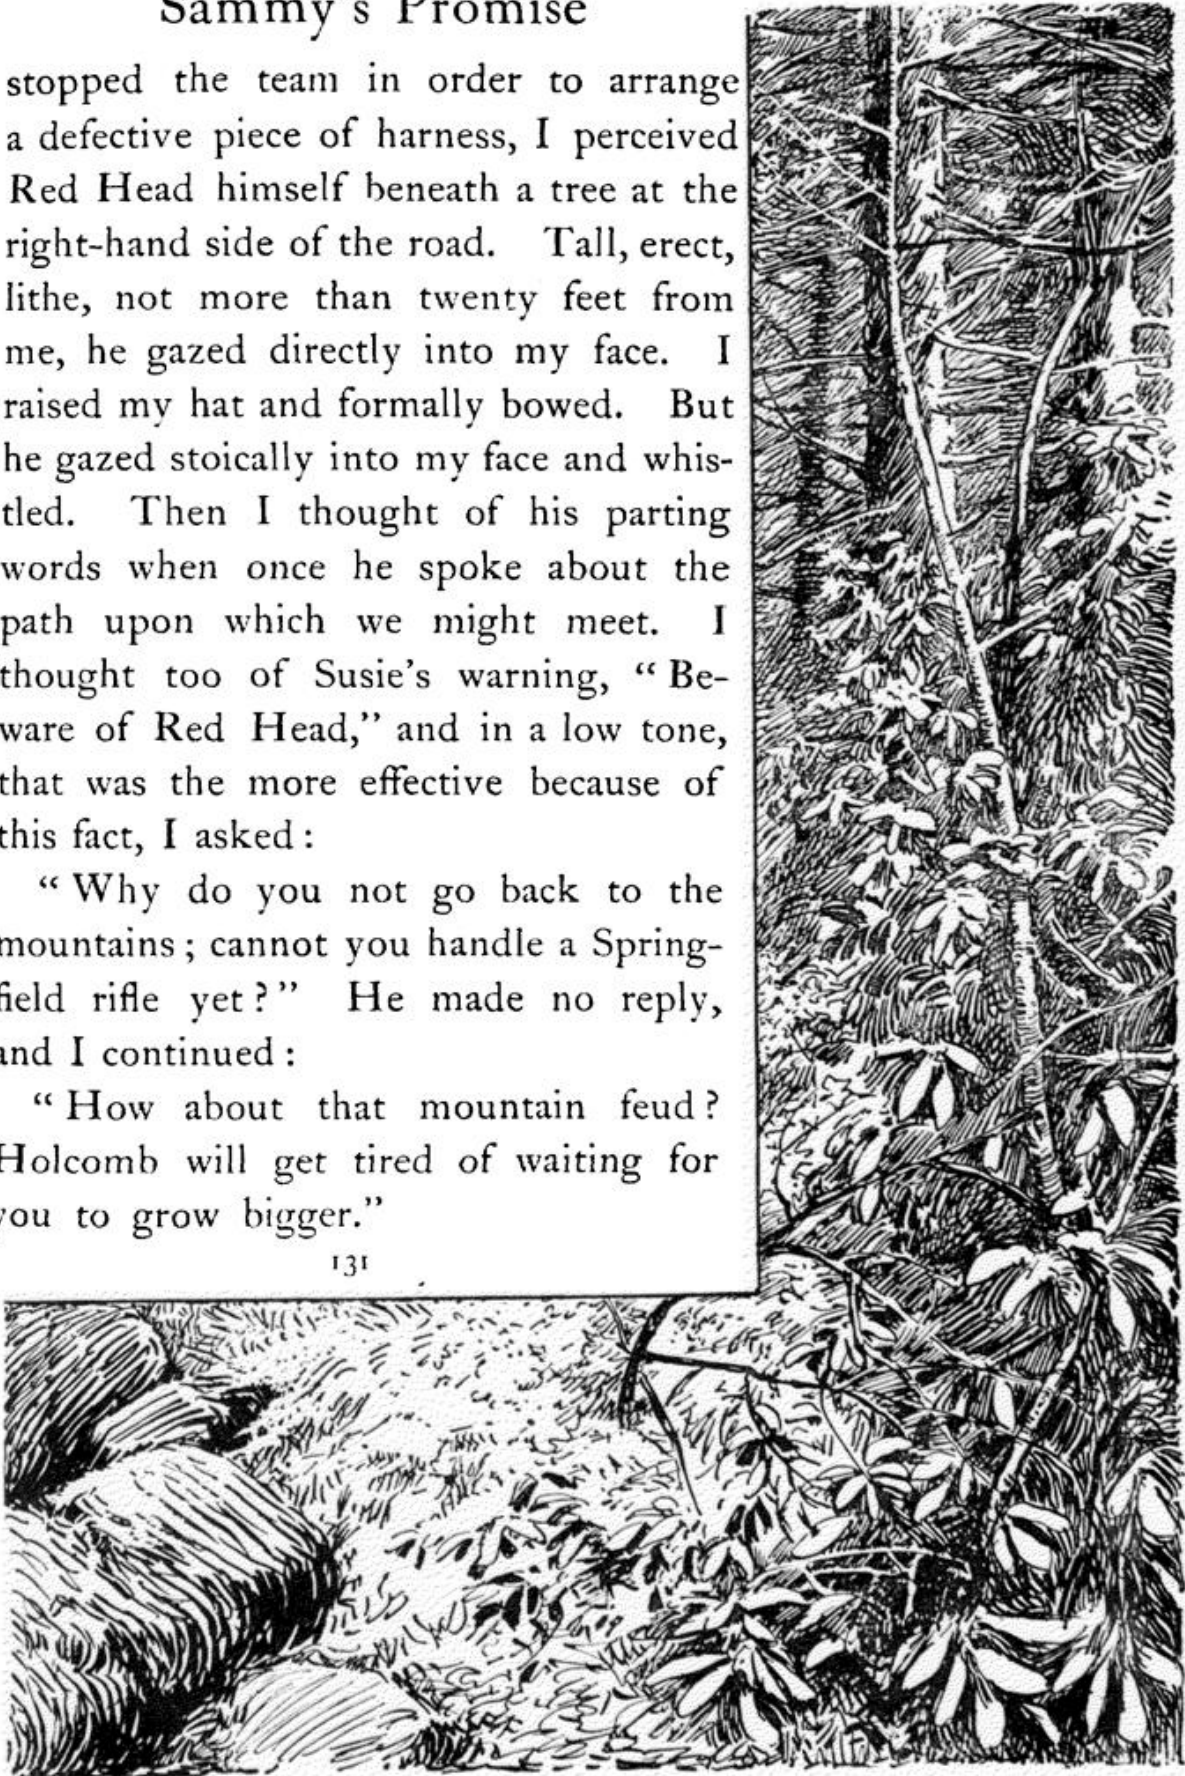 Sammy's Promise
stopped the team in order to arrange
a defective piece of harness, I perceived
Red Head himself beneath a tree at the
right-hand side of the road. Tall, erect,
lithe, not more than twenty feet from
me, he gazed directly into my face. I
raised my hat and formally bowed. But
he gazed stoically into my face and whis-
tled. Then I thought of his parting
words when once he spoke about the
path upon which we might meet. I
thought too of Susie's warning, “Be-
ware of Red Head,” and in a low tone,
that was the more effective because of
this fact, I asked:
“Why do you not go back to the
mountains; cannot you handle a Spring-
field rifle yet?” He made no reply,
and I continued:
“How about that mountain feud?
Holcomb will get tired of waiting for
you to grow bigger.”
131